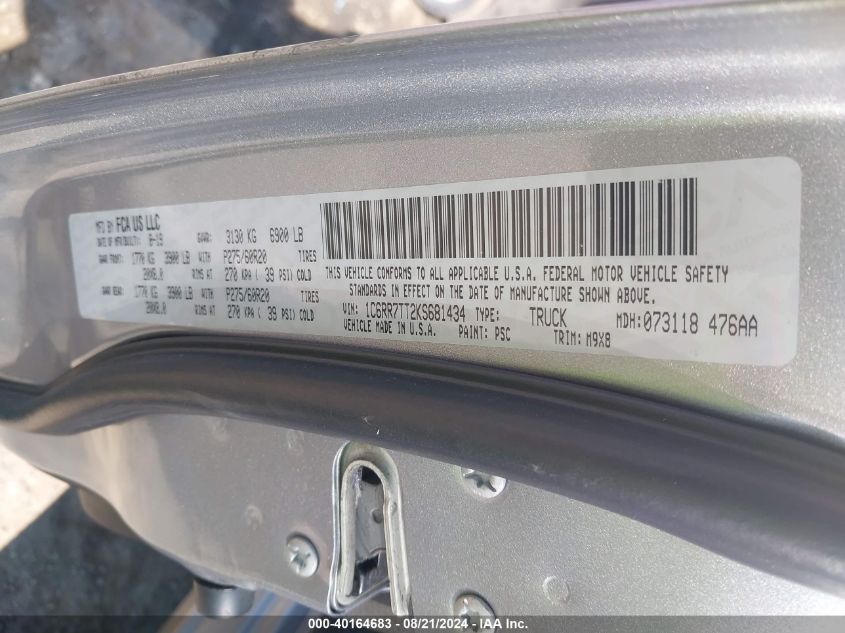 MFD BY FCA US LLC
DATE OF MFR/BUILT: 8-19 GVWR: 3130 KG 6900 LB
GAWR FRONT: 1770 KG 3900 LB WITH P275/60R20 TIRES
20X8.0 RIMS AT 270 KPA ( 39 PSI) COLD
GAWR REAR: 1770 KG 3900 LB WITH P275/60R20 TIRES
20X8.0 RIMS AT 270 KPA ( 39 PSI) COLD
THIS VEHICLE CONFORMS TO ALL APPLICABLE U.S.A. FEDERAL MOTOR VEHICLE SAFETY
STANDARDS IN EFFECT ON THE DATE OF MANUFACTURE SHOWN ABOVE.
VIN: 1C6RR7TT2KS681434 TYPE: TRUCK MDH: 073118 476AA
VEHICLE MADE IN U.S.A. PAINT: PSC TRIM: M9X8
000-40164683 - 08/21/2024 - IAA Inc.